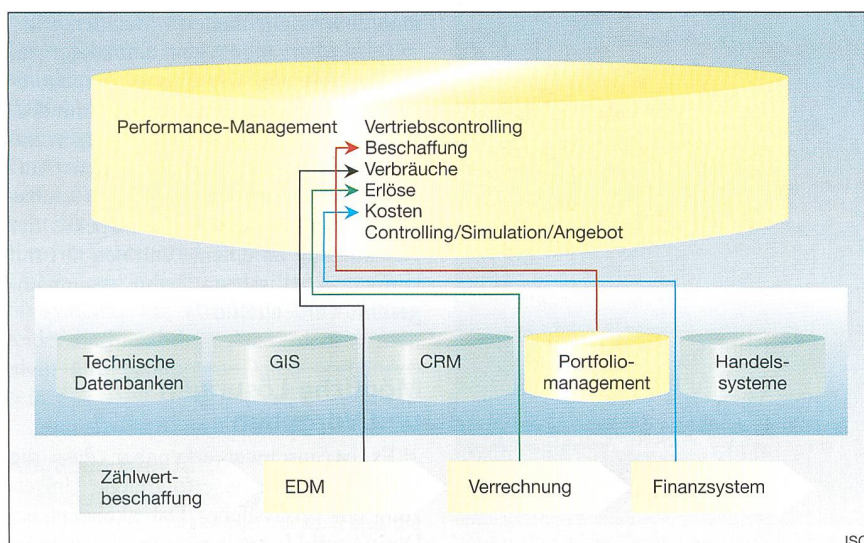 Performance-Management
Vertriebscontrolling
Beschaffung
Verbräuche
Erlöse
Kosten
Controlling/Simulation/Angebot
Technische
Datenbanken
GIS
CRM
Portfolio-
management
Handels-
systeme
Zählwert-
beschaffung
EDM
Verrechnung
Finanzsystem